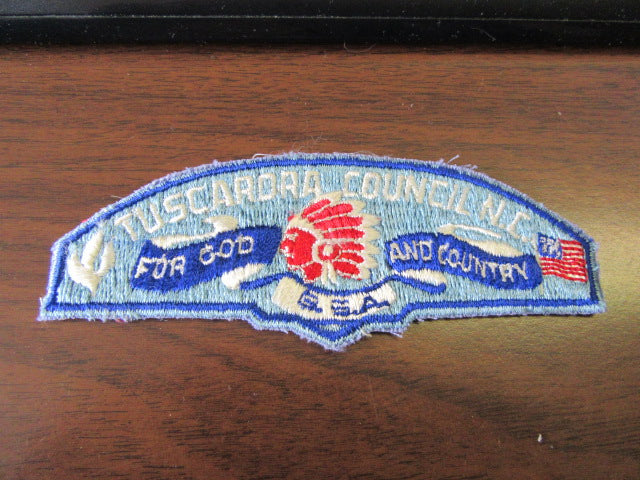 TUSCARORA COUNCIL N.C.
FOR GOD
AND COUNTRY
B.S.A.